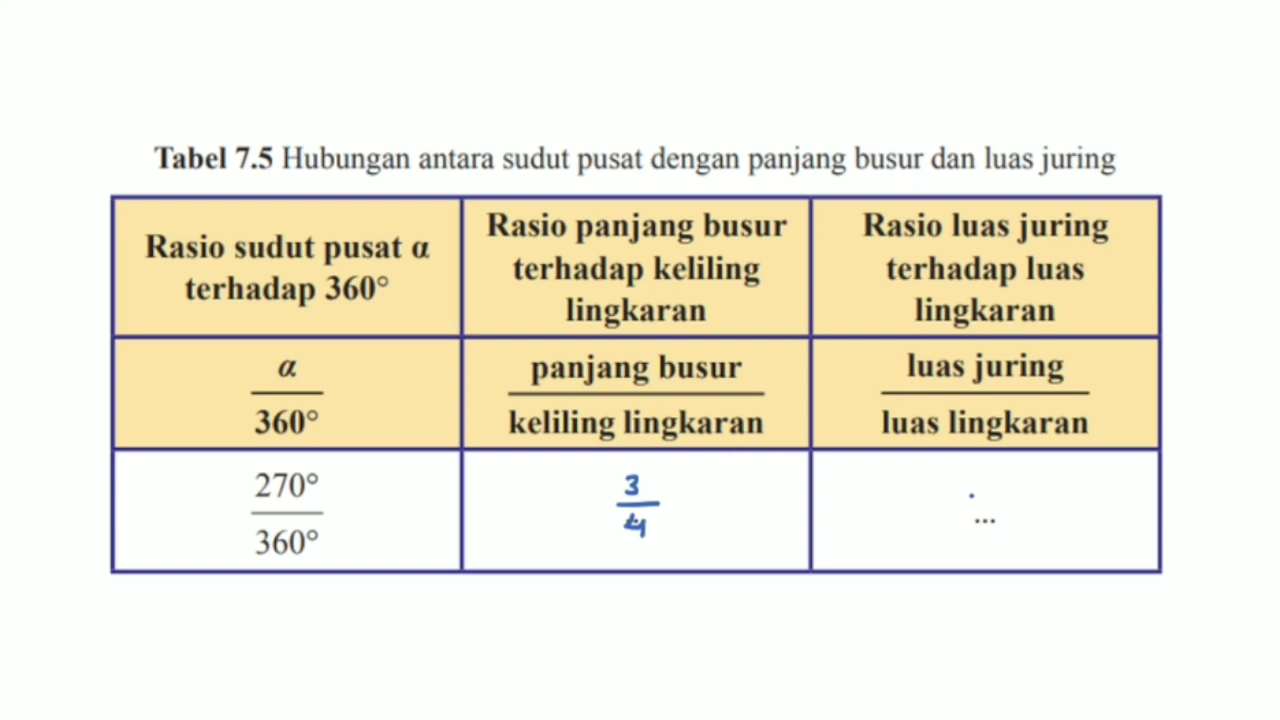 Tabel 7.5 Hubungan antara sudut pusat dengan panjang busur dan luas juring
Rasio sudut pusat α
terhadap 360°
Rasio panjang busur
terhadap keliling
lingkaran
Rasio luas juring
terhadap luas
lingkaran
α
360°
panjang busur
keliling lingkaran
luas juring
luas lingkaran
270°
360°
3
4
...